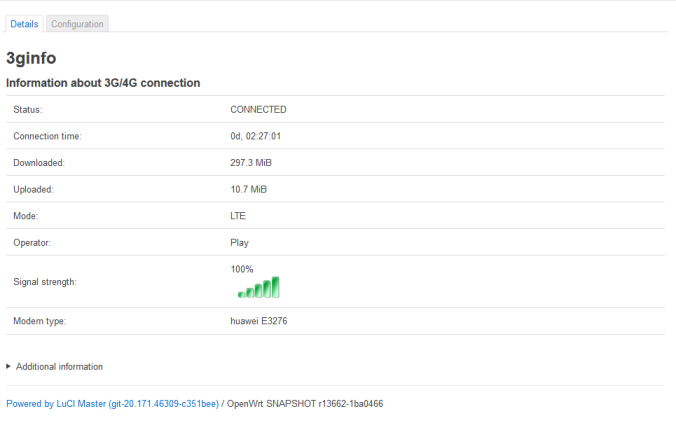 Details Configuration
3ginfo
Information about 3G/4G connection
Status: CONNECTED
Connection time: 0d, 02:27:01
Downloaded: 297.3 MiB
Uploaded: 10.7 MiB
Mode: LTE
Operator: Play
Signal strength: 100%
Modem type: huawei E3276
Additional information
Powered by LuCI Master (git-20.171.46309-c351bee) / OpenWrt SNAPSHOT r13662-1ba0466